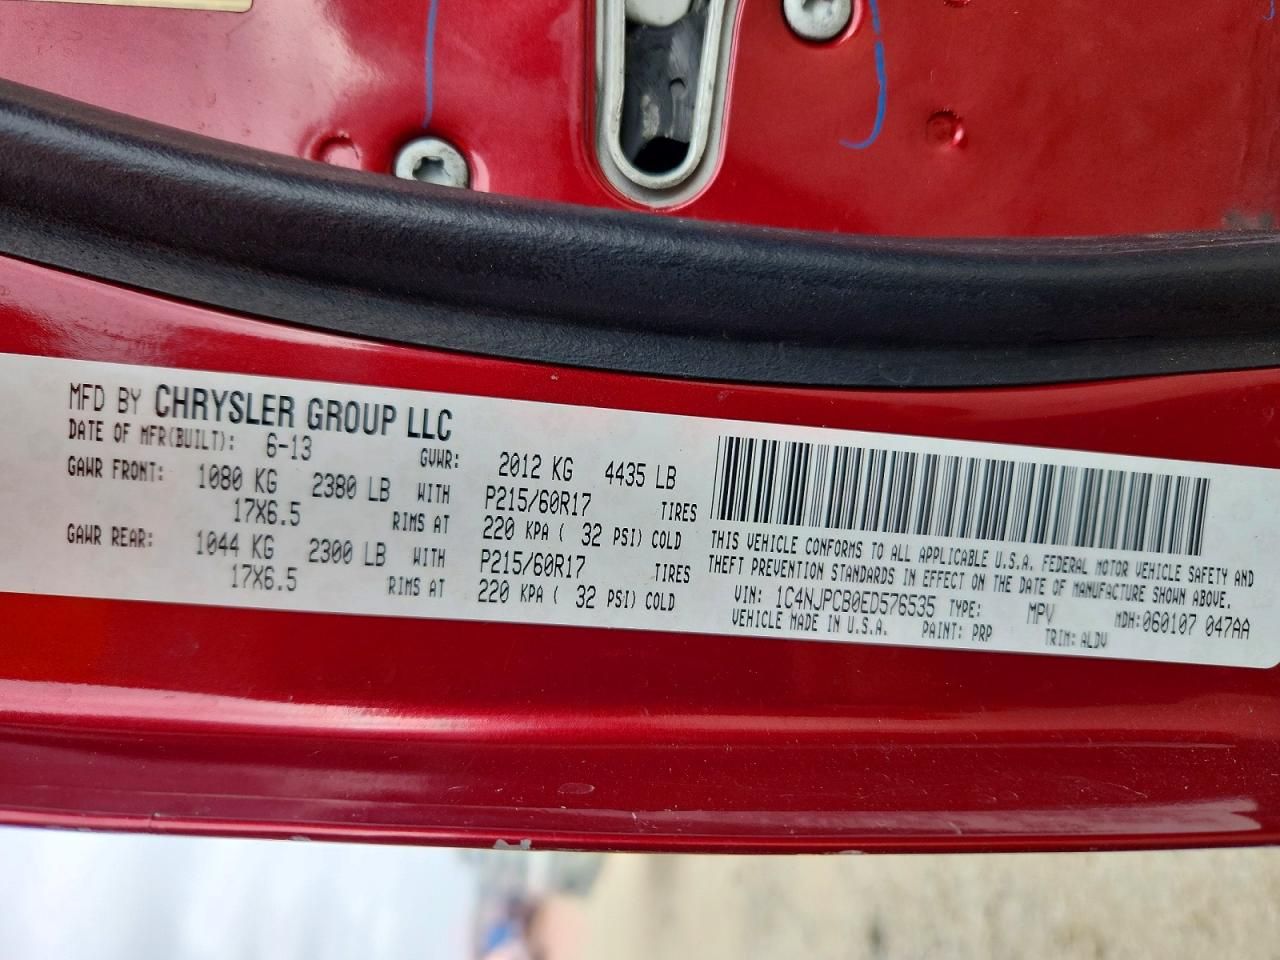 MFD BY CHRYSLER GROUP LLC
DATE OF MFR(BUILT): 6-13 GVWR: 2012 KG 4435 LB
GAWR FRONT: 1080 KG 2380 LB WITH P215/60R17 TIRES
17X6.5 RIMS AT 220 KPA ( 32 PSI) COLD
GAWR REAR: 1044 KG 2300 LB WITH P215/60R17 TIRES
17X6.5 RIMS AT 220 KPA ( 32 PSI) COLD
THIS VEHICLE CONFORMS TO ALL APPLICABLE U.S.A. FEDERAL MOTOR VEHICLE SAFETY AND
THEFT PREVENTION STANDARDS IN EFFECT ON THE DATE OF MANUFACTURE SHOWN ABOVE.
VIN: 1C4NJPCB0ED576535 TYPE: MPV MDH:060107 047AA
VEHICLE MADE IN U.S.A. PAINT: PRP TRIM: ALDV